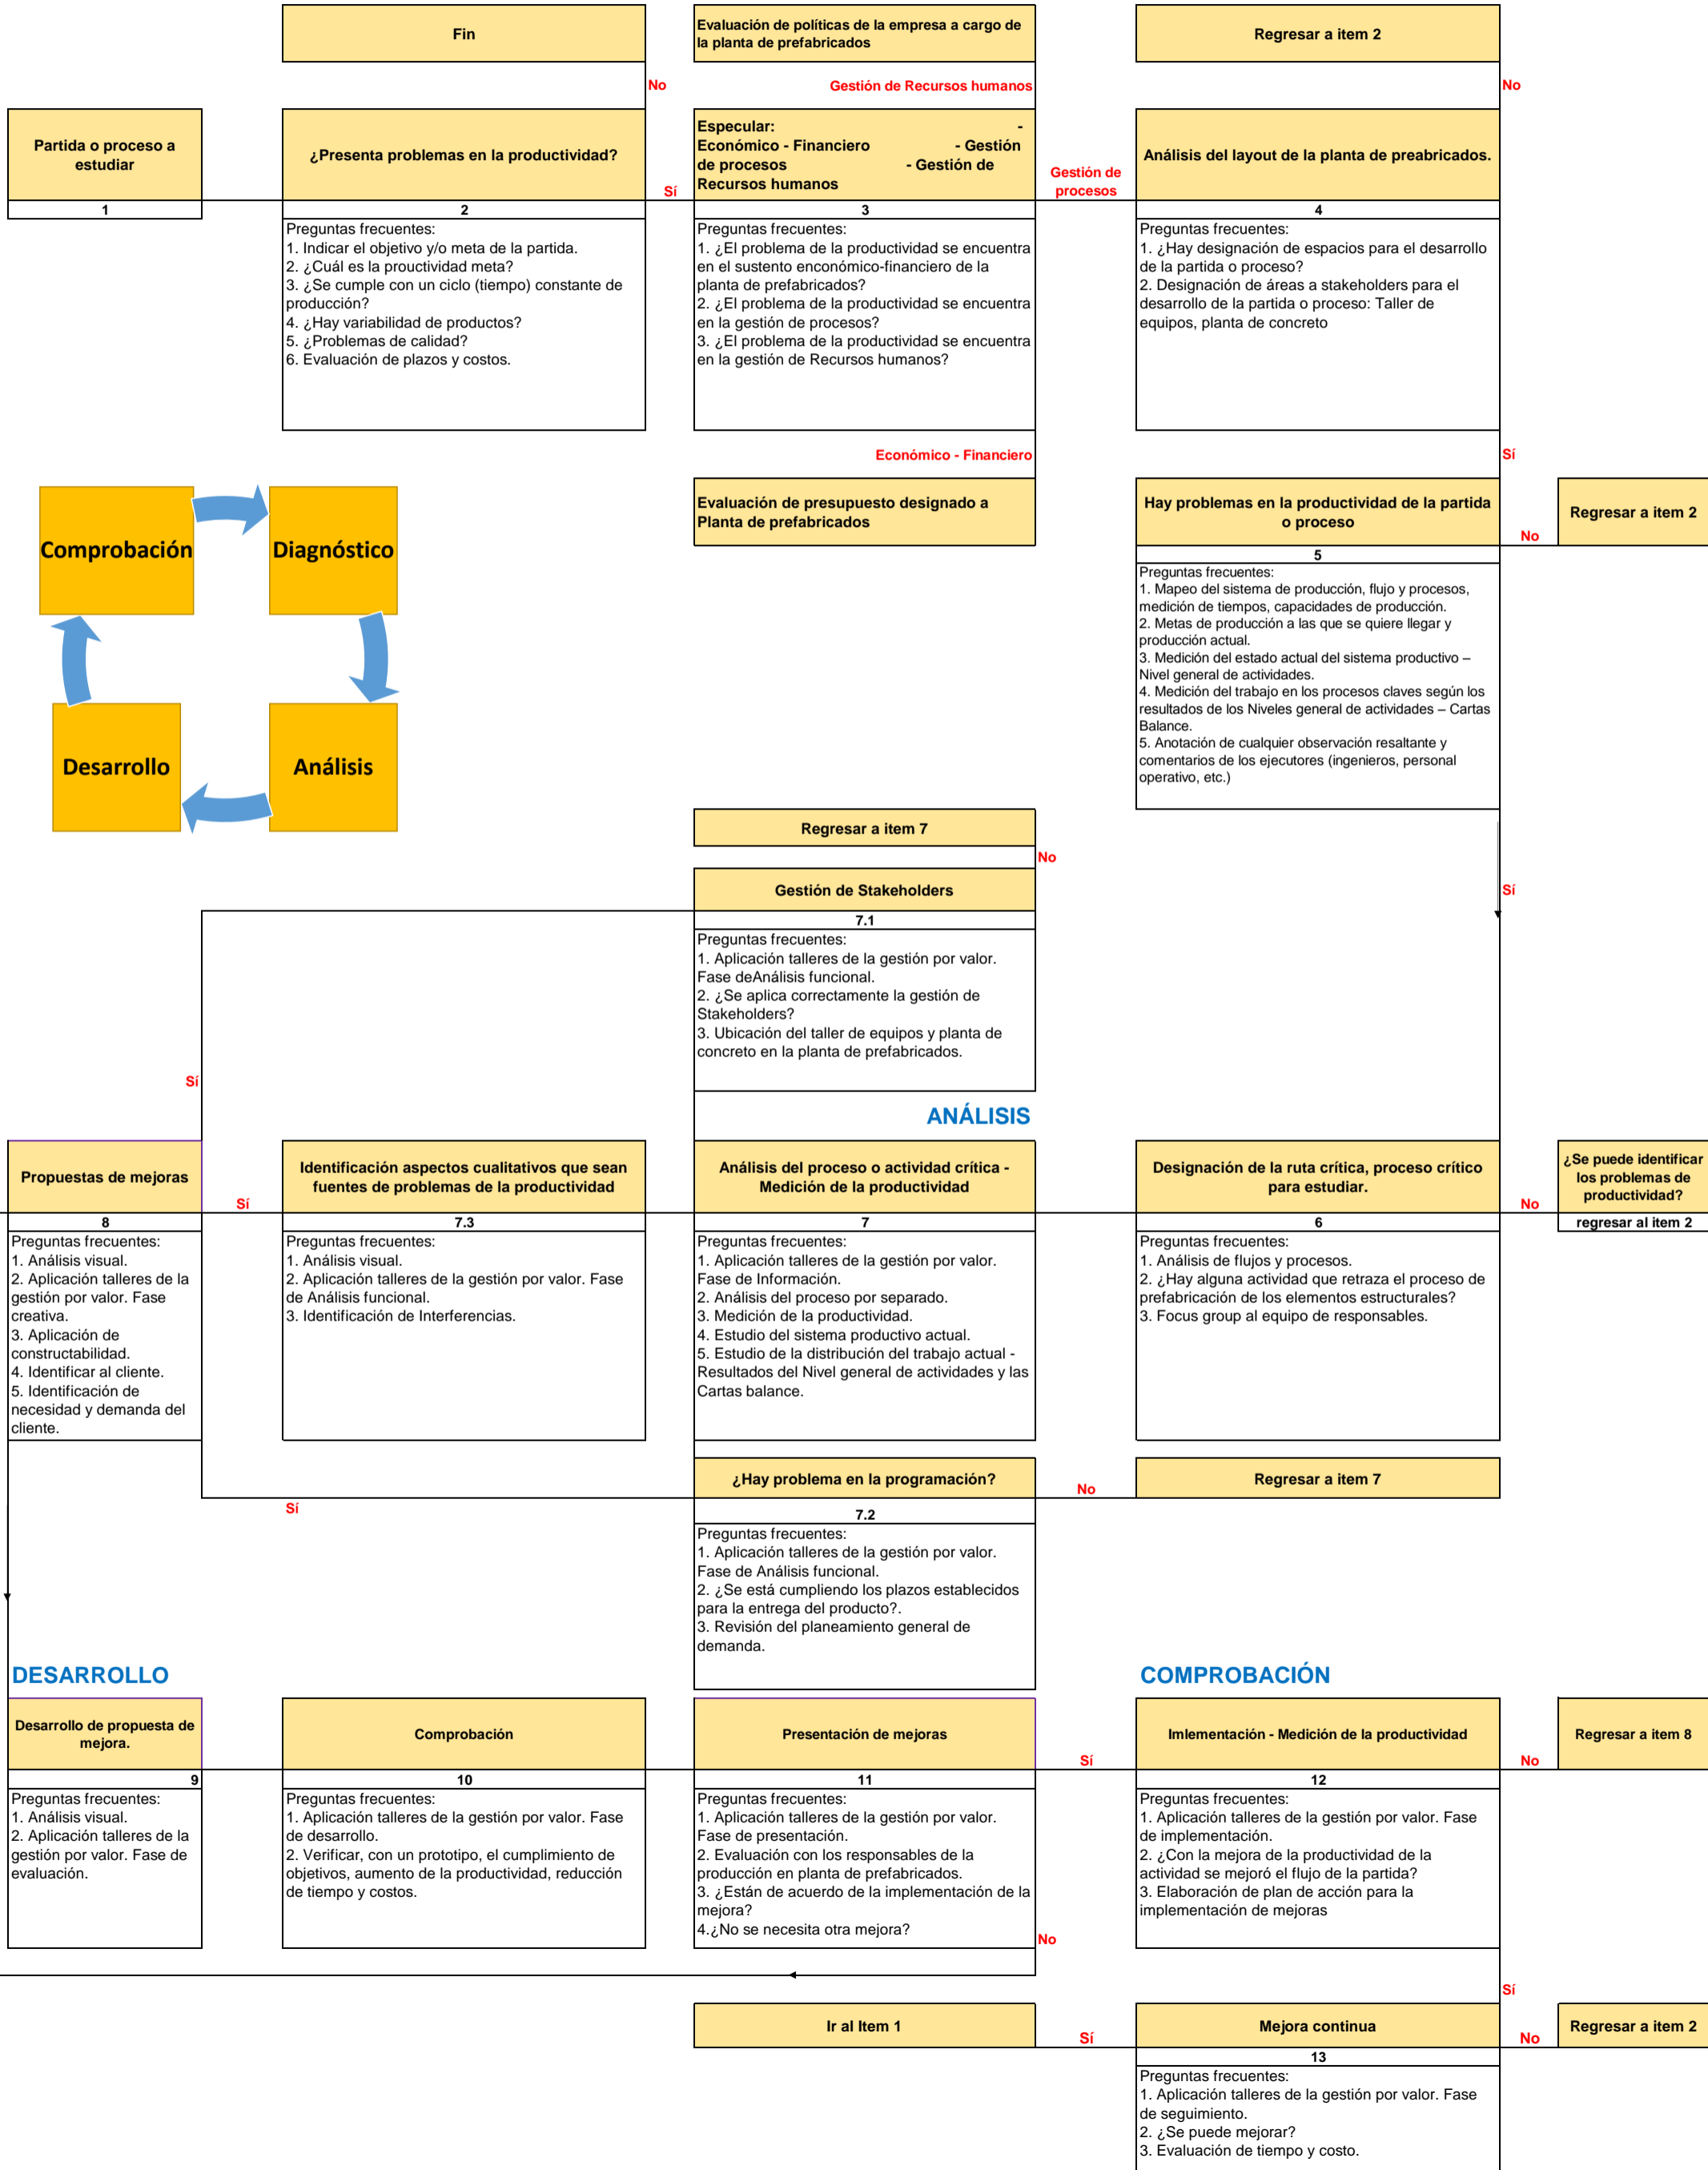 Fin
Evaluación de políticas de la empresa a cargo de
la planta de prefabricados
Regresar a item 2
No
Gestión de Recursos humanos
No
Partida o proceso a
estudiar
1
¿Presenta problemas en la productividad?
Sí
2
Preguntas frecuentes:
1. Indicar el objetivo y/o meta de la partida.
2. ¿Cuál es la prouctividad meta?
3. ¿Se cumple con un ciclo (tiempo) constante de
producción?
4. ¿Hay variabilidad de productos?
5. ¿Problemas de calidad?
6. Evaluación de plazos y costos.
Especular: -
Económico - Financiero - Gestión
de procesos - Gestión de
Recursos humanos
Gestión de
procesos
3
Preguntas frecuentes:
1. ¿El problema de la productividad se encuentra
en el sustento enconómico-financiero de la
planta de prefabricados?
2. ¿El problema de la productividad se encuentra
en la gestión de procesos?
3. ¿El problema de la productividad se encuentra
en la gestión de Recursos humanos?
Análisis del layout de la planta de preabricados.
4
Preguntas frecuentes:
1. ¿Hay designación de espacios para el desarrollo
de la partida o proceso?
2. Designación de áreas a stakeholders para el
desarrollo de la partida o proceso: Taller de
equipos, planta de concreto
Económico - Financiero
Sí
Evaluación de presupuesto designado a
Planta de prefabricados
Hay problemas en la productividad de la partida
o proceso
No
Regresar a item 2
5
Preguntas frecuentes:
1. Mapeo del sistema de producción, flujo y procesos,
medición de tiempos, capacidades de producción.
2. Metas de producción a las que se quiere llegar y
producción actual.
3. Medición del estado actual del sistema productivo –
Nivel general de actividades.
4. Medición del trabajo en los procesos claves según los
resultados de los Niveles general de actividades – Cartas
Balance.
5. Anotación de cualquier observación resaltante y
comentarios de los ejecutores (ingenieros, personal
operativo, etc.)
Comprobación
Diagnóstico
Desarrollo
Análisis
Regresar a item 7
No
Gestión de Stakeholders
Sí
7.1
Preguntas frecuentes:
1. Aplicación talleres de la gestión por valor.
Fase deAnálisis funcional.
2. ¿Se aplica correctamente la gestión de
Stakeholders?
3. Ubicación del taller de equipos y planta de
concreto en la planta de prefabricados.
Sí
ANÁLISIS
Propuestas de mejoras
Sí
8
Preguntas frecuentes:
1. Análisis visual.
2. Aplicación talleres de la
gestión por valor. Fase
creativa.
3. Aplicación de
constructabilidad.
4. Identificar al cliente.
5. Identificación de
necesidad y demanda del
cliente.
Identificación aspectos cualitativos que sean
fuentes de problemas de la productividad
7.3
Preguntas frecuentes:
1. Análisis visual.
2. Aplicación talleres de la gestión por valor. Fase
de Análisis funcional.
3. Identificación de Interferencias.
Análisis del proceso o actividad crítica -
Medición de la productividad
7
Preguntas frecuentes:
1. Aplicación talleres de la gestión por valor.
Fase de Información.
2. Análisis del proceso por separado.
3. Medición de la productividad.
4. Estudio del sistema productivo actual.
5. Estudio de la distribución del trabajo actual -
Resultados del Nivel general de actividades y las
Cartas balance.
Designación de la ruta crítica, proceso crítico
para estudiar.
6
Preguntas frecuentes:
1. Análisis de flujos y procesos.
2. ¿Hay alguna actividad que retraza el proceso de
prefabricación de los elementos estructurales?
3. Focus group al equipo de responsables.
No
¿Se puede identificar
los problemas de
productividad?
regresar al item 2
¿Hay problema en la programación?
No
Regresar a item 7
Sí
7.2
Preguntas frecuentes:
1. Aplicación talleres de la gestión por valor.
Fase de Análisis funcional.
2. ¿Se está cumpliendo los plazos establecidos
para la entrega del producto?.
3. Revisión del planeamiento general de
demanda.
DESARROLLO
COMPROBACIÓN
Desarrollo de propuesta de
mejora.
9
Preguntas frecuentes:
1. Análisis visual.
2. Aplicación talleres de la
gestión por valor. Fase de
evaluación.
Comprobación
10
Preguntas frecuentes:
1. Aplicación talleres de la gestión por valor. Fase
de desarrollo.
2. Verificar, con un prototipo, el cumplimiento de
objetivos, aumento de la productividad, reducción
de tiempo y costos.
Presentación de mejoras
Sí
11
Preguntas frecuentes:
1. Aplicación talleres de la gestión por valor.
Fase de presentación.
2. Evaluación con los responsables de la
producción en planta de prefabricados.
3. ¿Están de acuerdo de la implementación de la
mejora?
4.¿No se necesita otra mejora?
No
Imlementación - Medición de la productividad
No
Regresar a item 8
12
Preguntas frecuentes:
1. Aplicación talleres de la gestión por valor. Fase
de implementación.
2. ¿Con la mejora de la productividad de la
actividad se mejoró el flujo de la partida?
3. Elaboración de plan de acción para la
implementación de mejoras
Sí
Ir al Item 1
Sí
Mejora continua
No
Regresar a item 2
13
Preguntas frecuentes:
1. Aplicación talleres de la gestión por valor. Fase
de seguimiento.
2. ¿Se puede mejorar?
3. Evaluación de tiempo y costo.